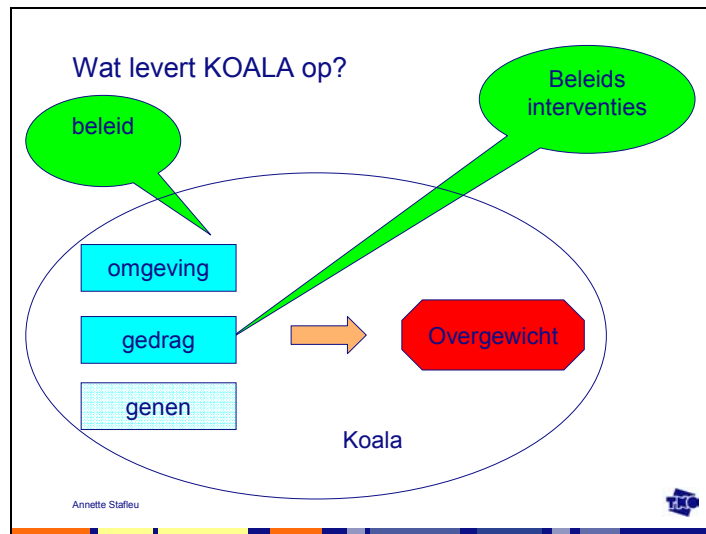 Wat levert KOALA op?
beleid
Beleids
interventies
omgeving
gedrag
genen
Overgewicht
Koala
Annette Stafleu
TNO